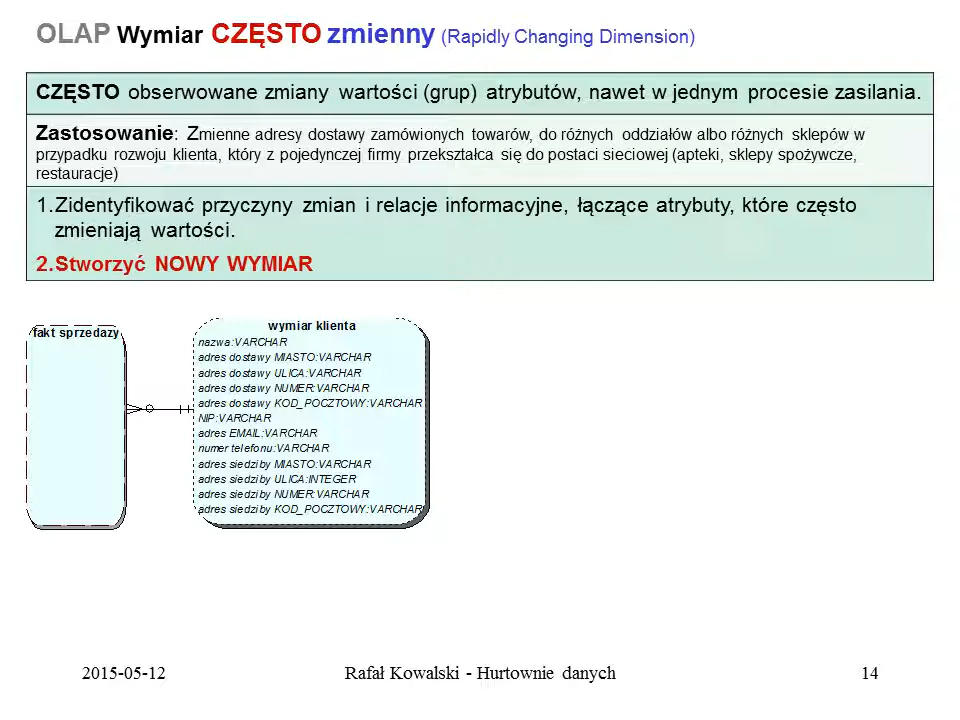 OLAP Wymiar CZĘSTO zmienny (Rapidly Changing Dimension)
CZĘSTO obserwowane zmiany wartości (grup) atrybutów, nawet w jednym procesie zasilania.
Zastosowanie: Zmienne adresy dostawy zamówionych towarów, do różnych oddziałów albo różnych sklepów w
przypadku rozwoju klienta, który z pojedynczej firmy przekształca się do postaci sieciowej (apteki, sklepy spożywcze,
restauracje)
1.Zidentyfikować przyczyny zmian i relacje informacyjne, łączące atrybuty, które często
zmieniają wartości.
2.Stworzyć NOWY WYMIAR
fakt sprzedazy
wymiar klienta
nazwa:VARCHAR
adres dostawy MIASTO:VARCHAR
adres dostawy ULICA:VARCHAR
adres dostawy NUMER:VARCHAR
adres dostawy KOD_POCZTOWY:VARCHAR
NIP:VARCHAR
adres EMAIL:VARCHAR
numer telefonu:VARCHAR
adres siedziby MIASTO:VARCHAR
adres siedziby ULICA:INTEGER
adres siedziby NUMER:VARCHAR
adres siedziby KOD_POCZTOWY:VARCHAR
2015-05-12
Rafał Kowalski - Hurtownie danych
14